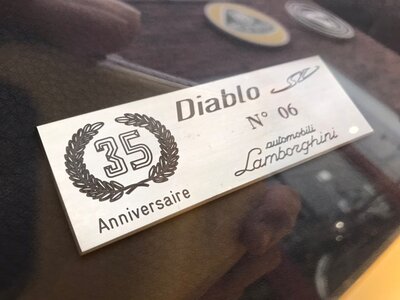 Diablo
N° 06
35
automobili
Lamborghini
Anniversaire